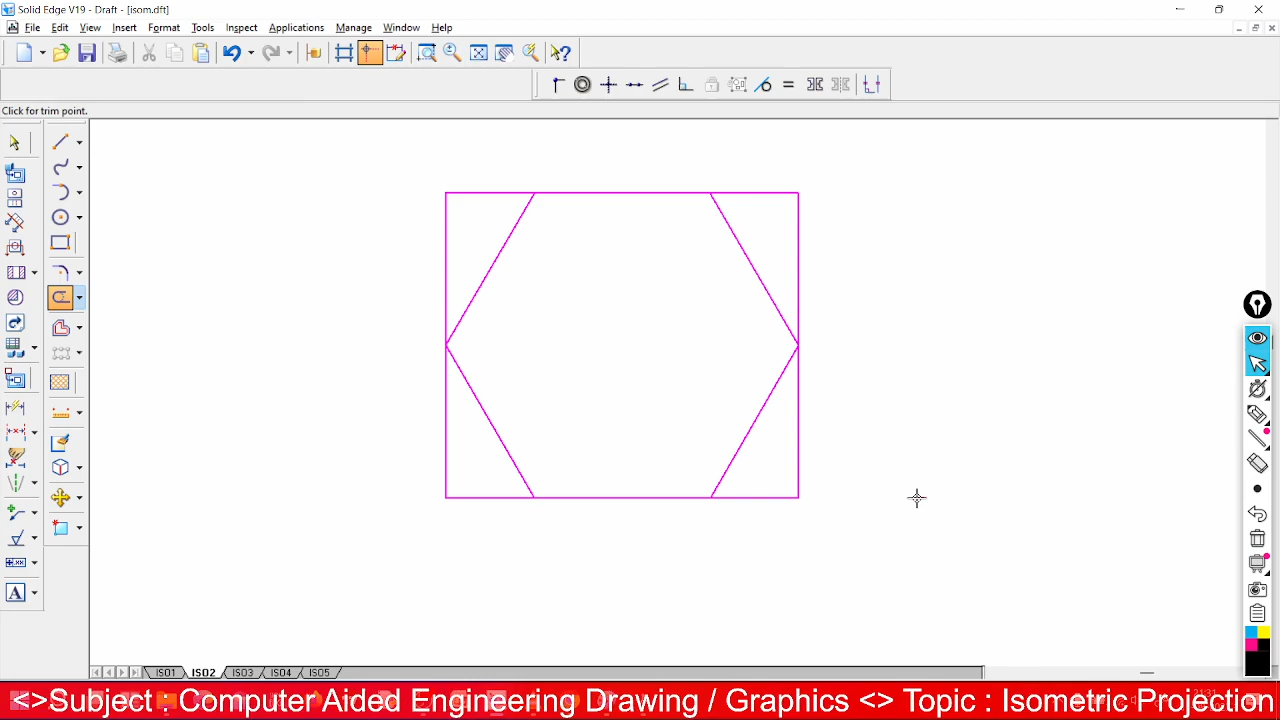 Solid Edge V19 - Draft - [isom.dft]
File Edit View Insert Format Tools Inspect Applications Manage Window Help
Click for trim point.
A
ISO1 ISO2 ISO3 ISO4 ISO5
<>Subject : Computer Aided Engineering Drawing / Graphics <> Topic : Isometric Projection